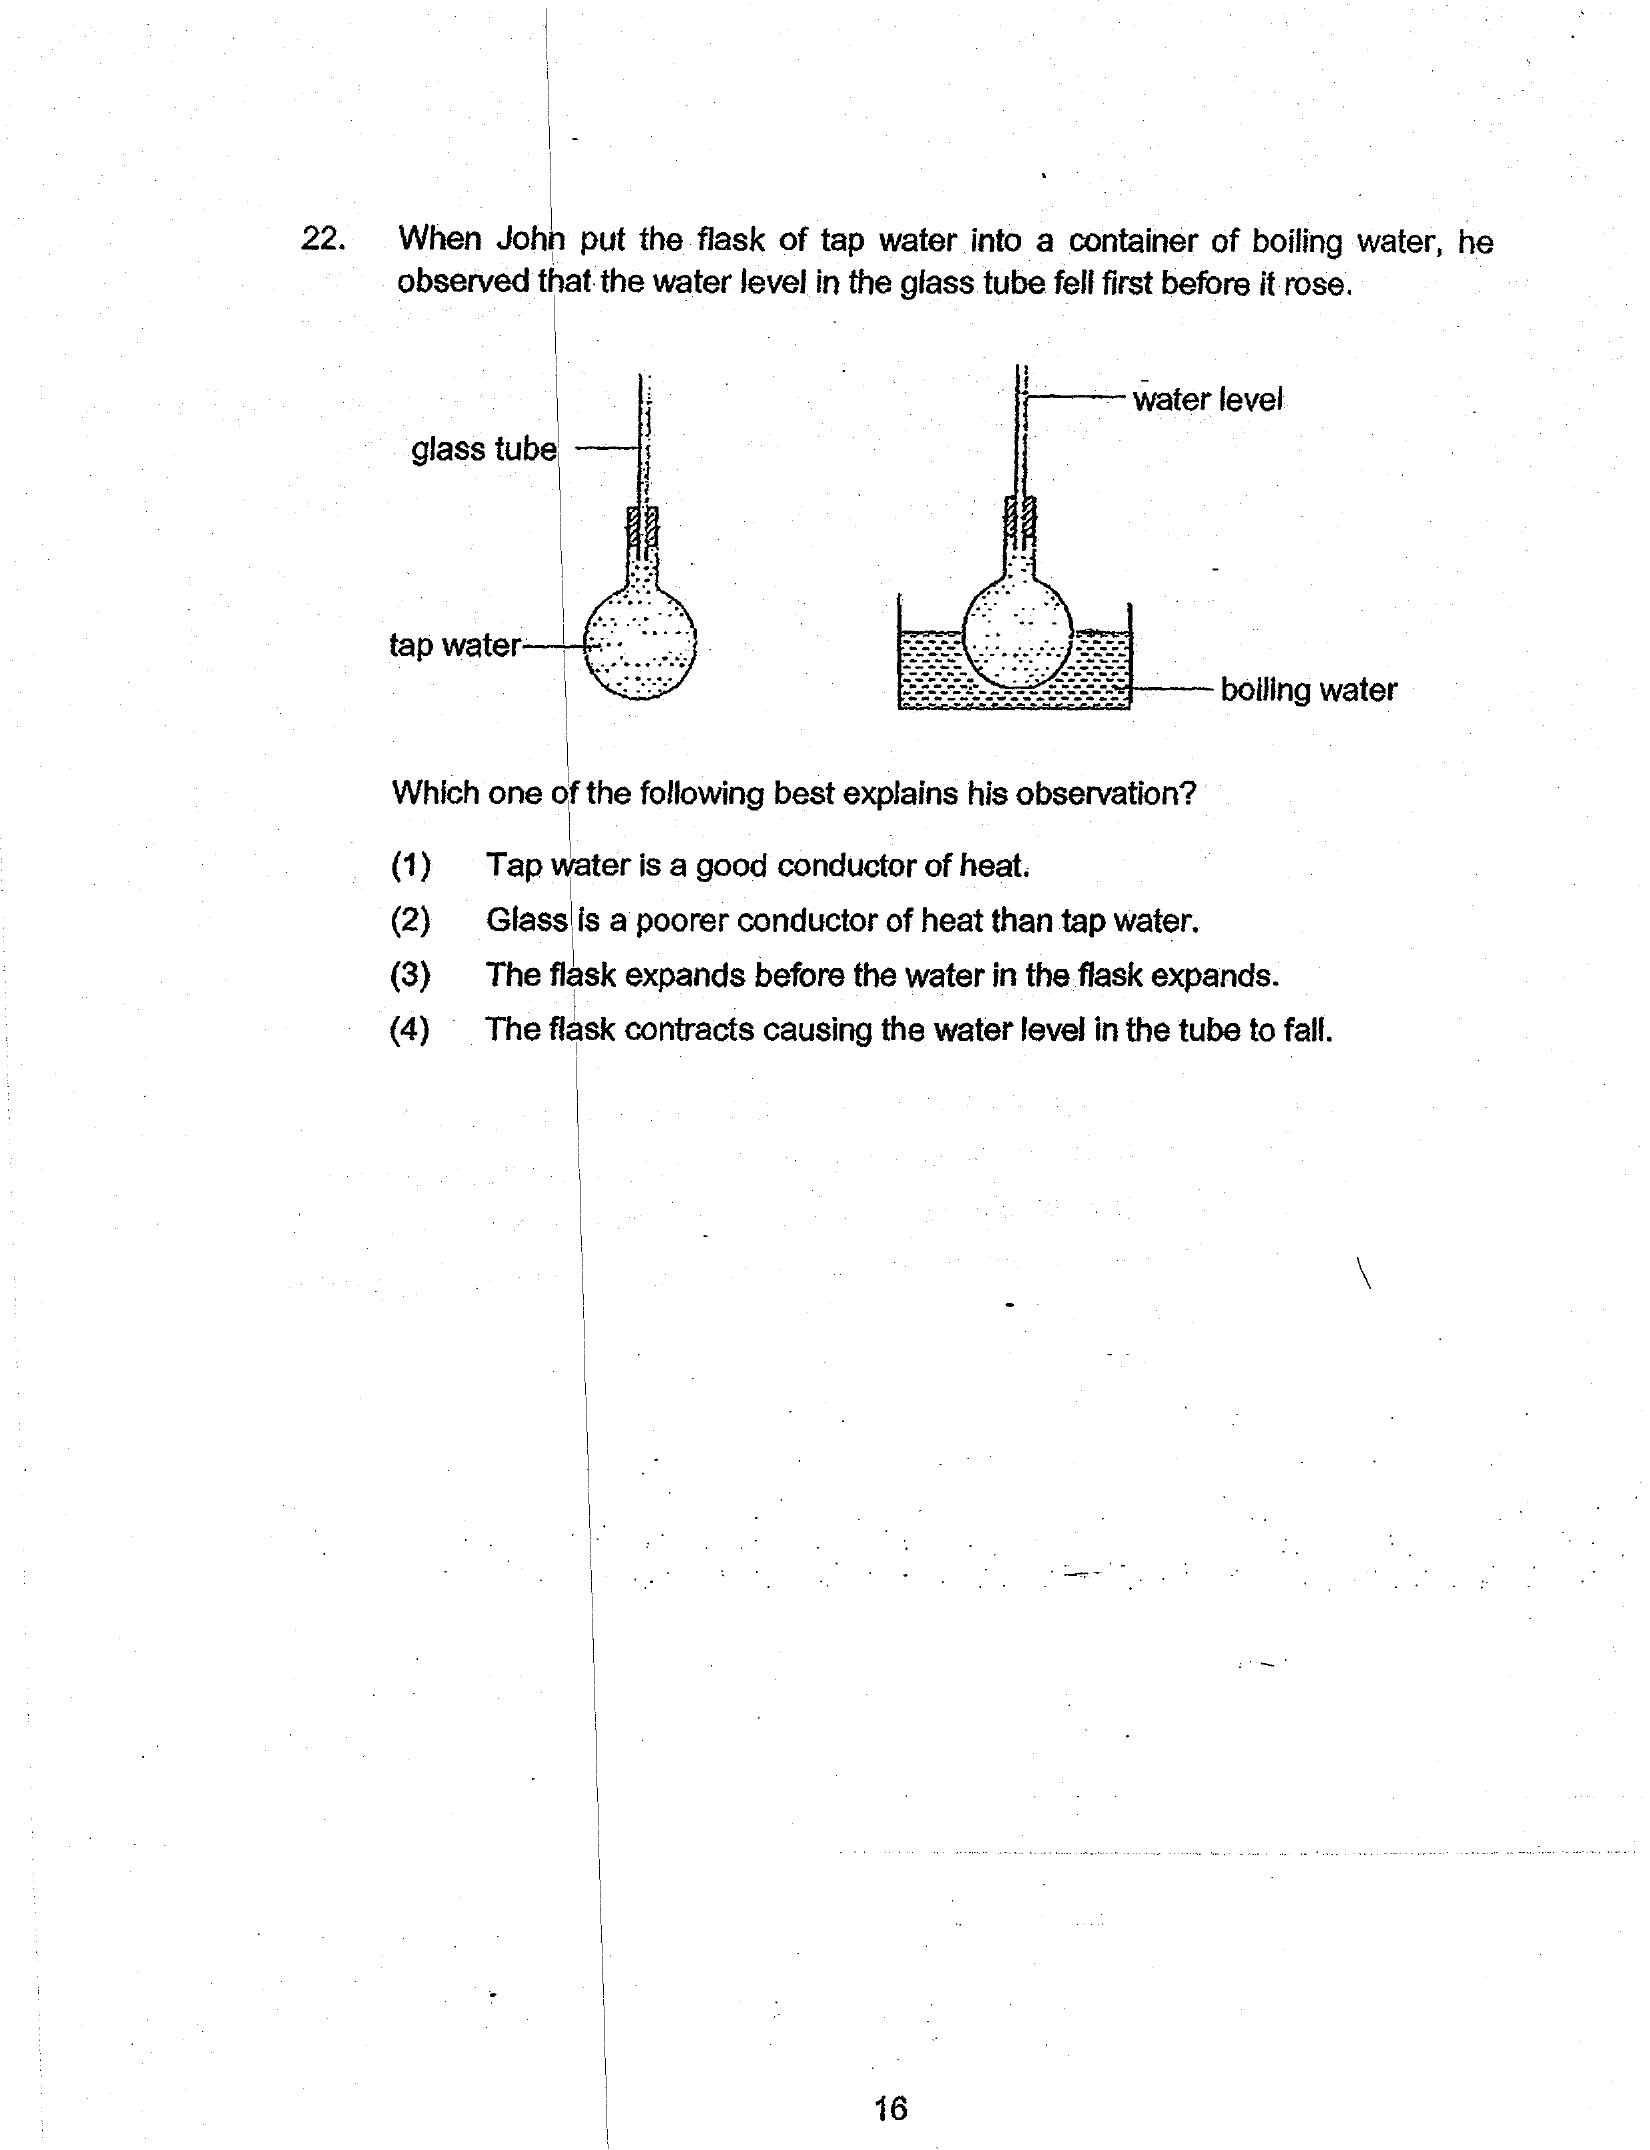 22. When John put the flask of tap water into a container of boiling water, he
observed that the water level in the glass tube fell first before it rose.
water level
glass tube
tap water
boiling water
Which one of the following best explains his observation?
(1) Tap water is a good conductor of heat.
(2) Glass is a poorer conductor of heat than tap water.
(3) The flask expands before the water in the flask expands.
(4) The flask contracts causing the water level in the tube to fall.
16